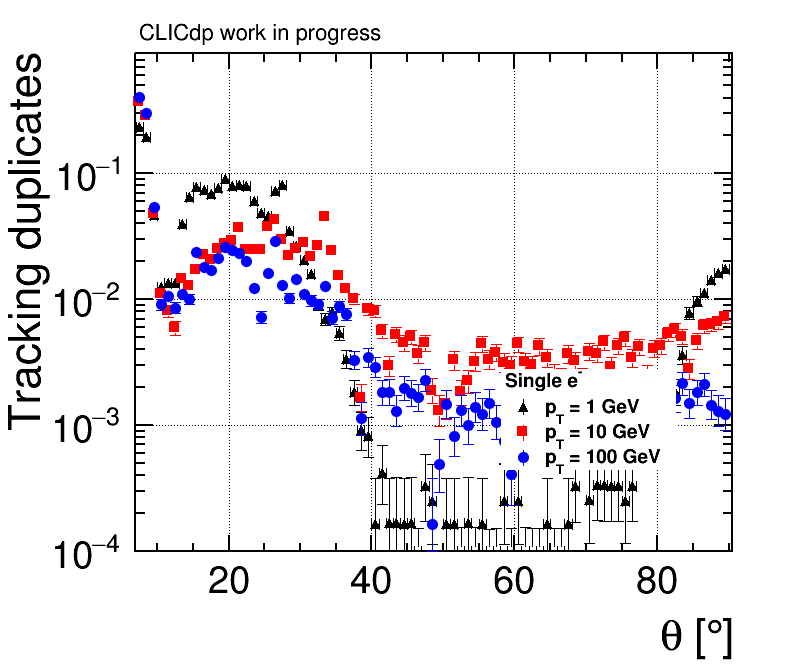 CLICdp work in progress
Tracking duplicates
10⁻¹
10⁻²
10⁻³
10⁻⁴
Single e⁻
p_T = 1 GeV
p_T = 10 GeV
p_T = 100 GeV
20 40 60 80
θ [°]